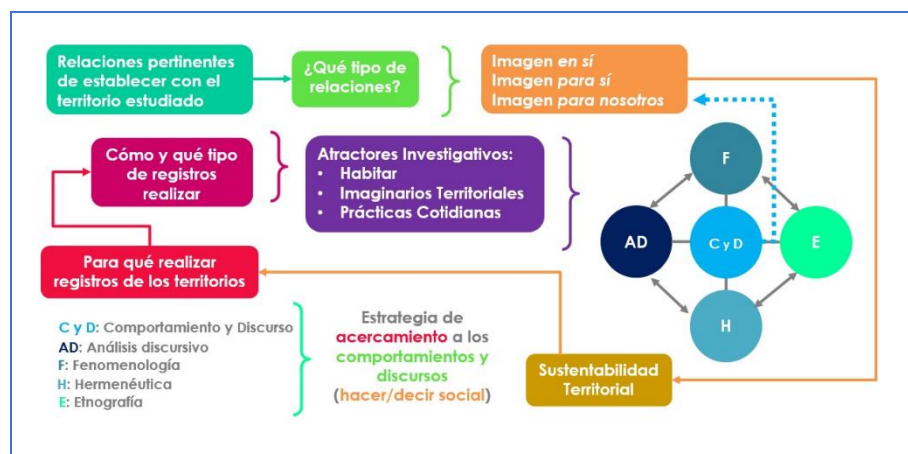 Relaciones pertinentes
de establecer con el
territorio estudiado
¿Qué tipo de
relaciones?
Imagen en sí
Imagen para sí
Imagen para nosotros
Cómo y qué tipo
de registros
realizar
Atractores Investigativos:
• Habitar
• Imaginarios Territoriales
• Prácticas Cotidianas
F
AD
C y D
E
H
Para qué realizar
registros de los territorios
C y D: Comportamiento y Discurso
AD: Análisis discursivo
F: Fenomenología
H: Hermenéutica
E: Etnografía
Estrategia de
acercamiento a los
comportamientos y
discursos
(hacer/decir social)
Sustentabilidad
Territorial